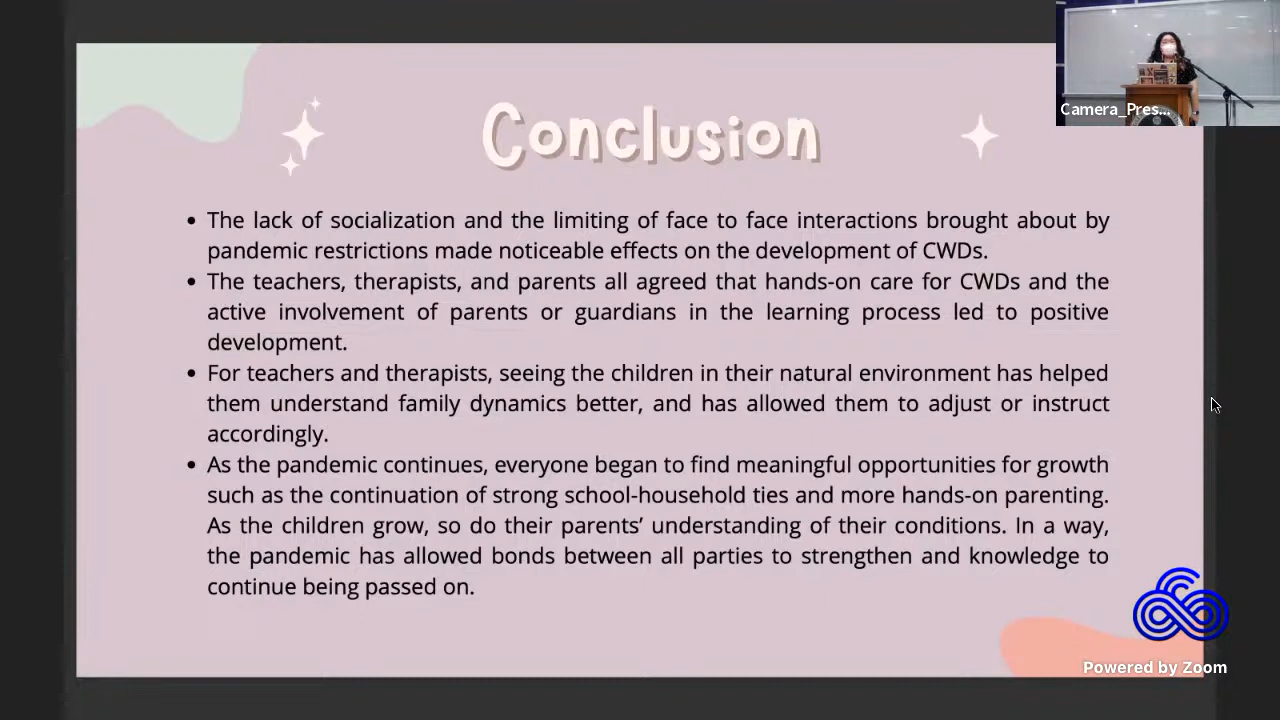 Conclusion
Camera_Pres...
• The lack of socialization and the limiting of face to face interactions brought about by
pandemic restrictions made noticeable effects on the development of CWDs.
• The teachers, therapists, and parents all agreed that hands-on care for CWDs and the
active involvement of parents or guardians in the learning process led to positive
development.
• For teachers and therapists, seeing the children in their natural environment has helped
them understand family dynamics better, and has allowed them to adjust or instruct
accordingly.
• As the pandemic continues, everyone began to find meaningful opportunities for growth
such as the continuation of strong school-household ties and more hands-on parenting.
As the children grow, so do their parents’ understanding of their conditions. In a way,
the pandemic has allowed bonds between all parties to strengthen and knowledge to
continue being passed on.
Powered by Zoom